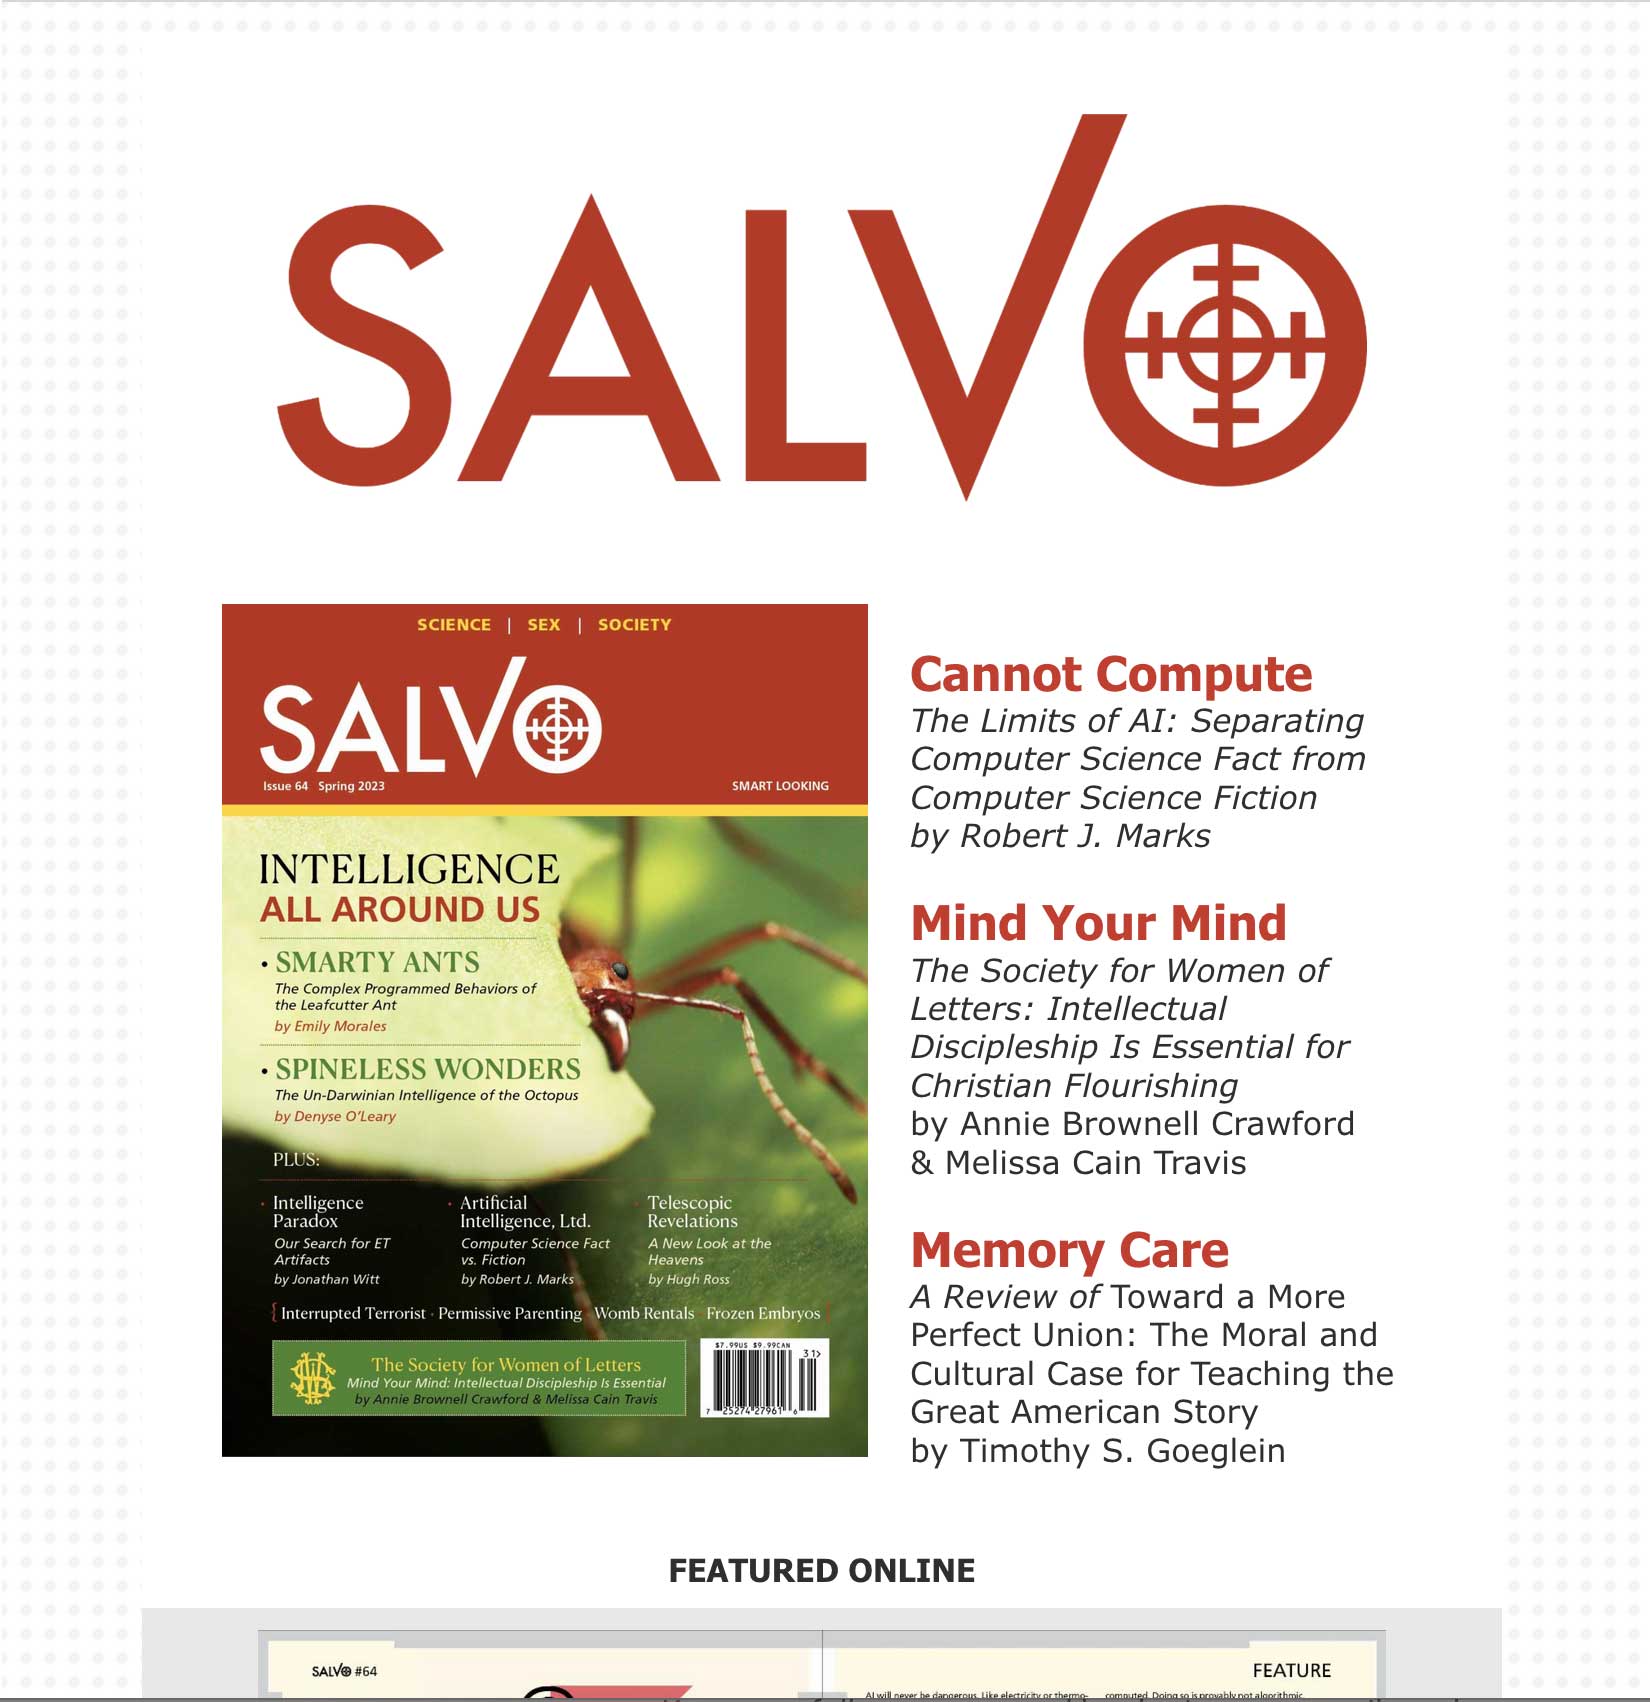 SALVO
SCIENCE | SEX | SOCIETY
SALVO
Issue 64 Spring 2023
SMART LOOKING
INTELLIGENCE
ALL AROUND US
• SMARTY ANTS
The Complex Programmed Behaviors of
the Leafcutter Ant
by Emily Morales
• SPINELESS WONDERS
The Un-Darwinian Intelligence of the Octopus
by Denyse O'Leary
PLUS:
• Intelligence
Paradox
Our Search for ET
Artifacts
by Jonathan Witt
• Artificial
Intelligence, Ltd.
Computer Science Fact
vs. Fiction
by Robert J. Marks
• Telescopic
Revelations
A New Look at the
Heavens
by Hugh Ross
{ Interrupted Terrorist · Permissive Parenting · Womb Rentals · Frozen Embryos }
The Society for Women of Letters
Mind Your Mind: Intellectual Discipleship Is Essential
by Annie Brownell Crawford & Melissa Cain Travis
$7.99US $9.99CAN
31>
7 25274 27961 6
Cannot Compute
The Limits of AI: Separating
Computer Science Fact from
Computer Science Fiction
by Robert J. Marks
Mind Your Mind
The Society for Women of
Letters: Intellectual
Discipleship Is Essential for
Christian Flourishing
by Annie Brownell Crawford
& Melissa Cain Travis
Memory Care
A Review of Toward a More
Perfect Union: The Moral and
Cultural Case for Teaching the
Great American Story
by Timothy S. Goeglein
FEATURED ONLINE
SALVO #64
FEATURE
AI will never be dangerous. Like electricity or thermo-
computed. Doing so is provably not algorithmic.